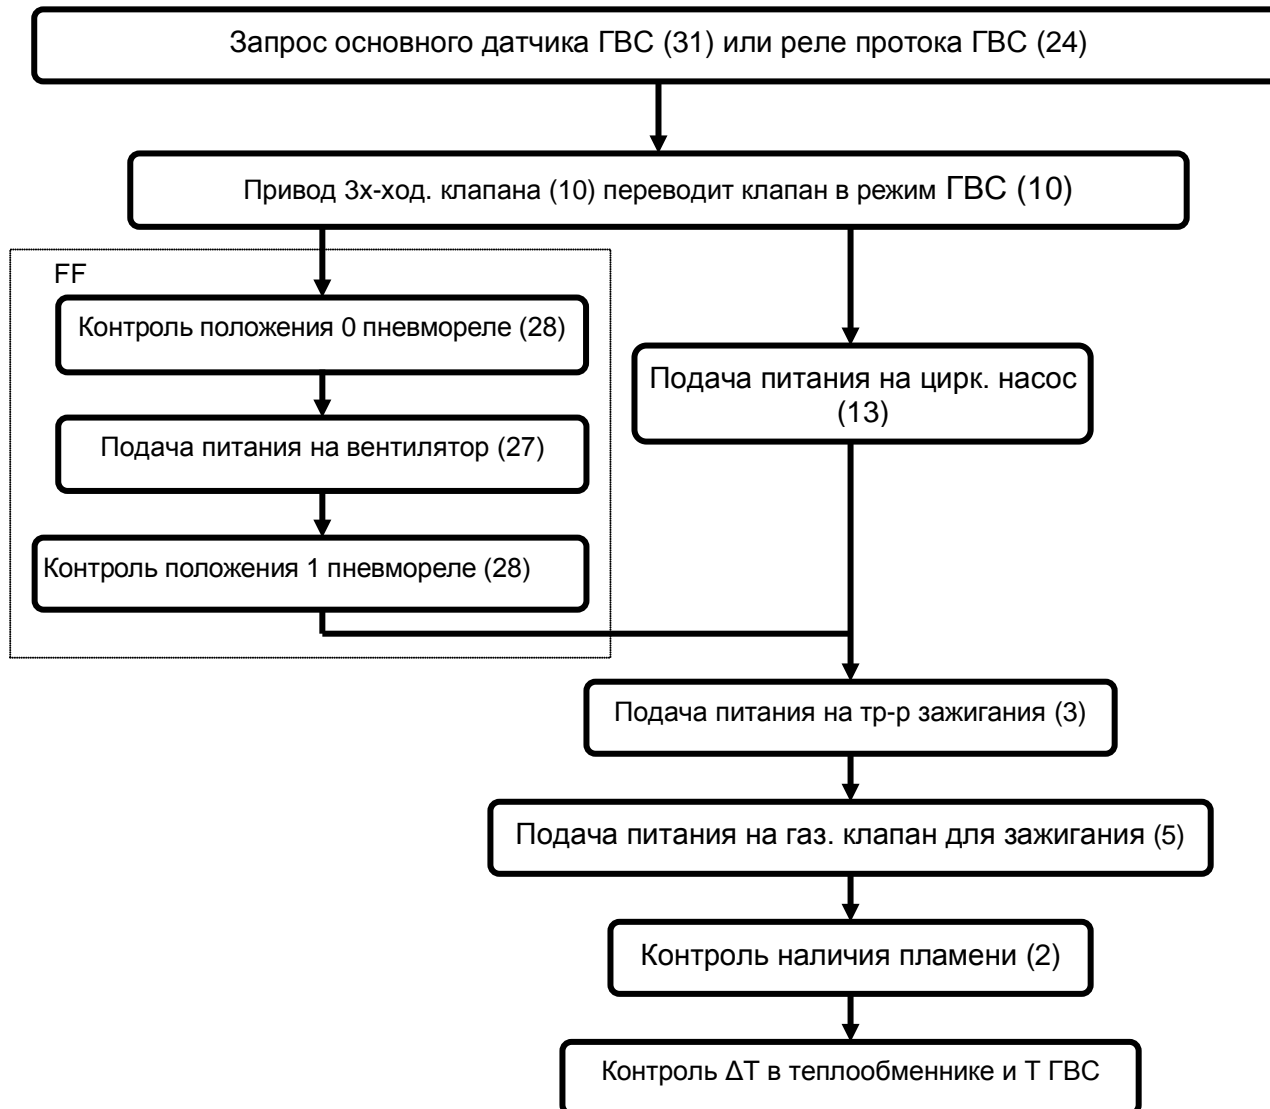 Запрос основного датчика ГВС (31) или реле протока ГВС (24)
Привод 3х-ход. клапана (10) переводит клапан в режим ГВС (10)
FF
Контроль положения 0 пневмореле (28)
Подача питания на вентилятор (27)
Контроль положения 1 пневмореле (28)
Подача питания на цирк. насос
(13)
Подача питания на тр-р зажигания (3)
Подача питания на газ. клапан для зажигания (5)
Контроль наличия пламени (2)
Контроль ΔТ в теплообменнике и Т ГВС